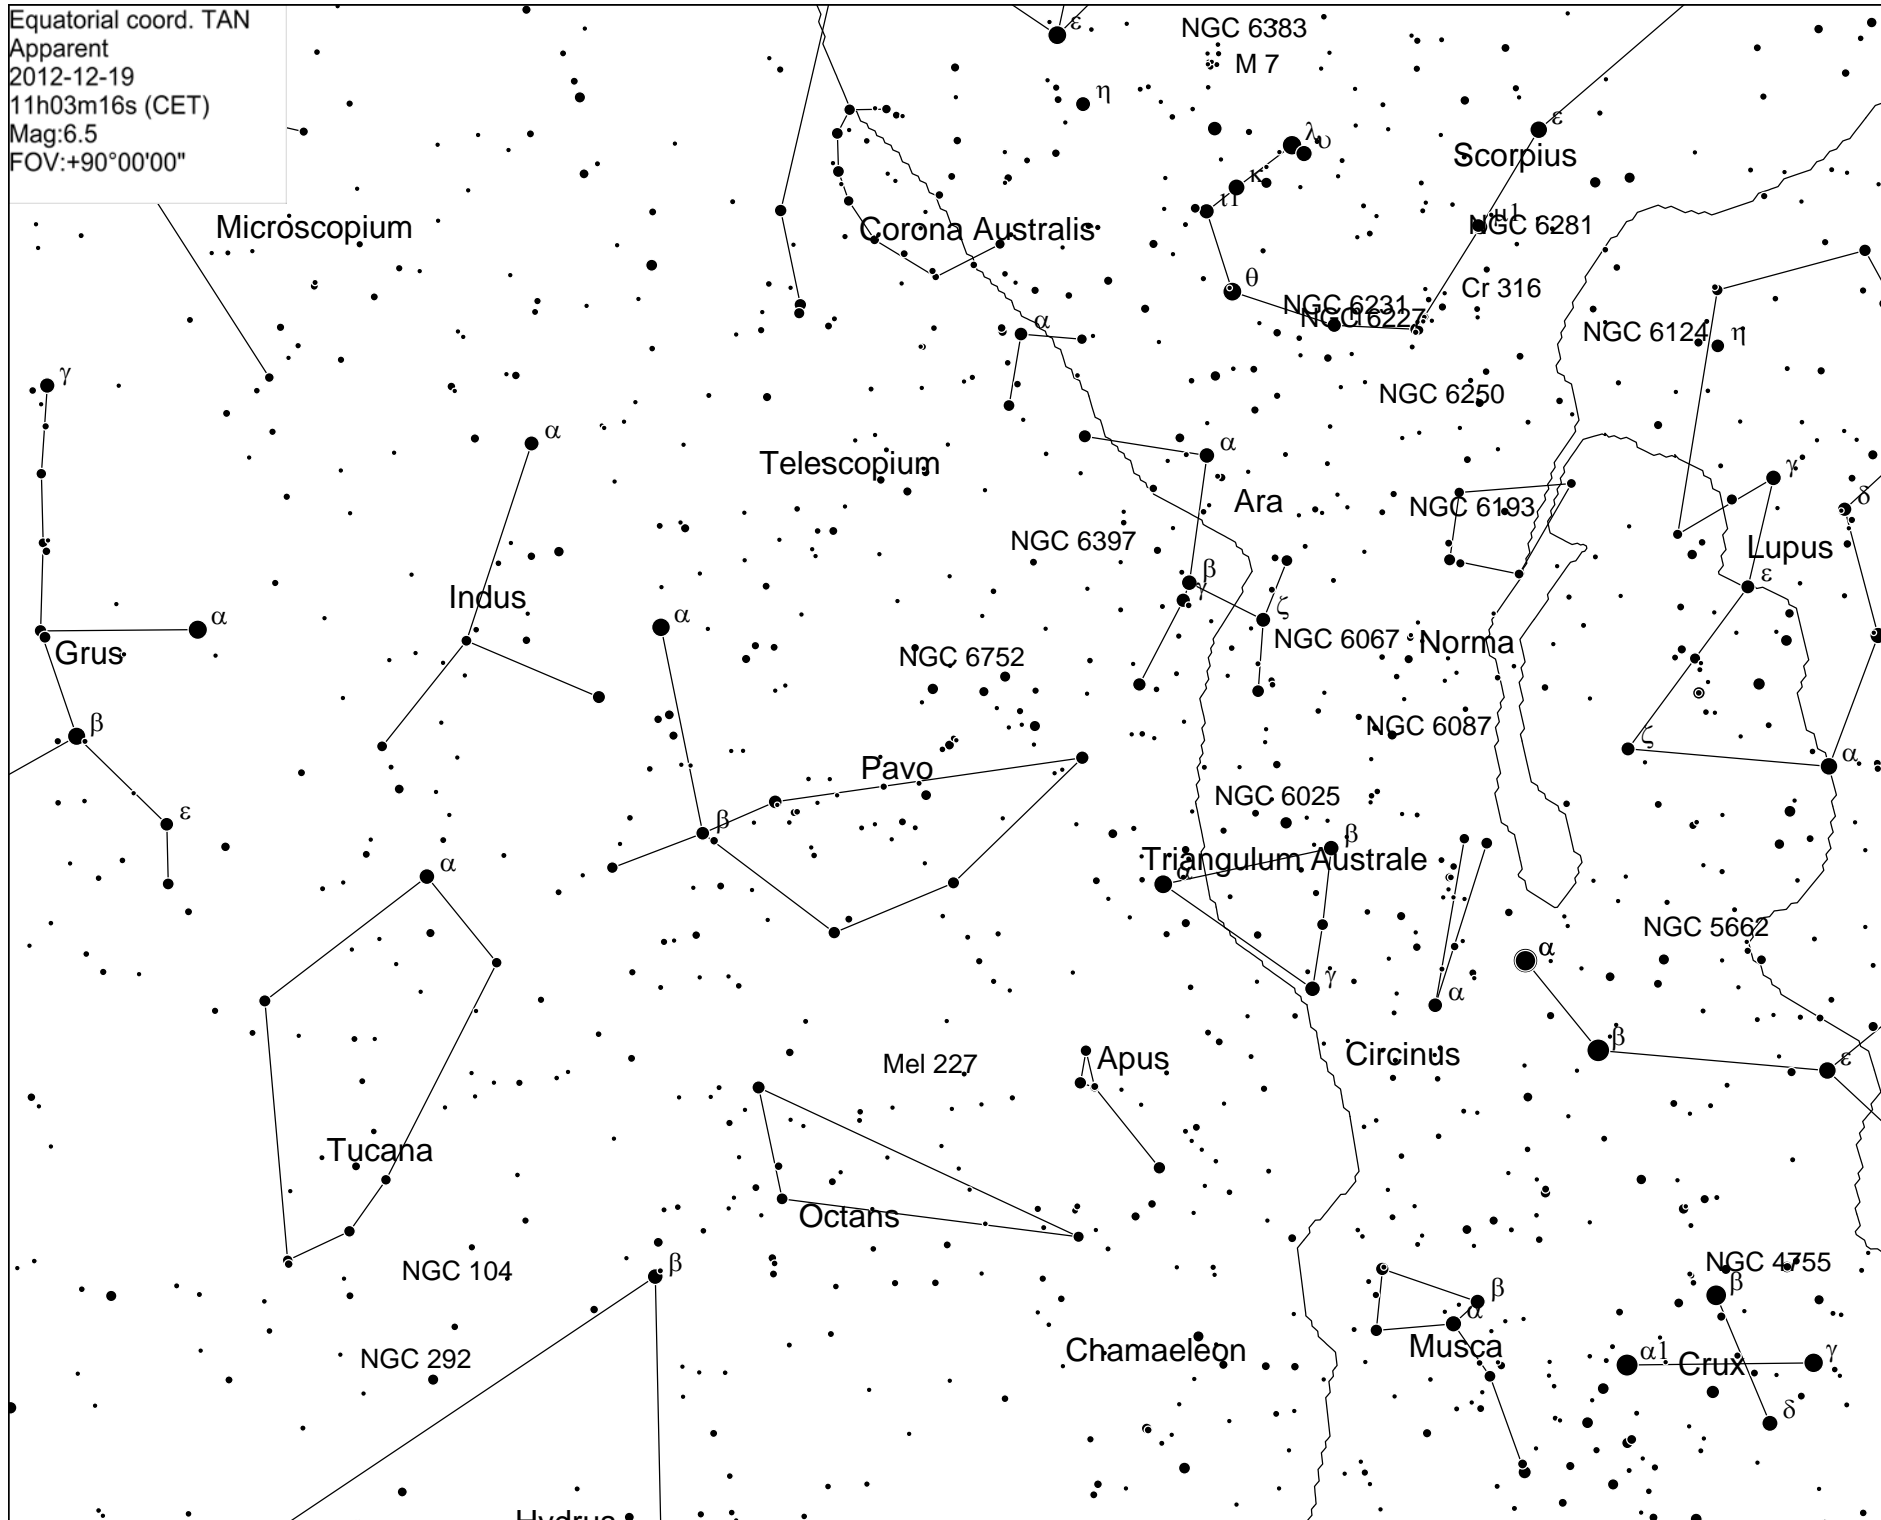 Equatorial coord. TAN
Apparent
2012-12-19
11h03m16s (CET)
Mag:6.5
FOV:+90°00'00"
ε
NGC 6383
M 7
η
λ
υ
ε
Scorpius
κ
ι1
μ1
NGC 6281
Microscopium
Corona Australis
θ
Cr 316
NGC 6231
NGC 6227
α
NGC 6124
η
γ
NGC 6250
α
α
Telescopium
γ
δ
Ara
NGC 6193
NGC 6397
Lupus
β
ε
γ
Indus
ζ
α
α
NGC 6067
Norma
Grus
NGC 6752
β
NGC 6087
ζ
α
Pavo
NGC 6025
ε
β
β
Triangulum Australe
α
α
NGC 5662
α
γ
α
β
Circinus
Apus
Mel 227
ε
Tucana
Octans
β
NGC 104
NGC 4755
β
β
α
Musca
Chamaeleon
NGC 292
α1
Crux
γ
δ
Hydrus